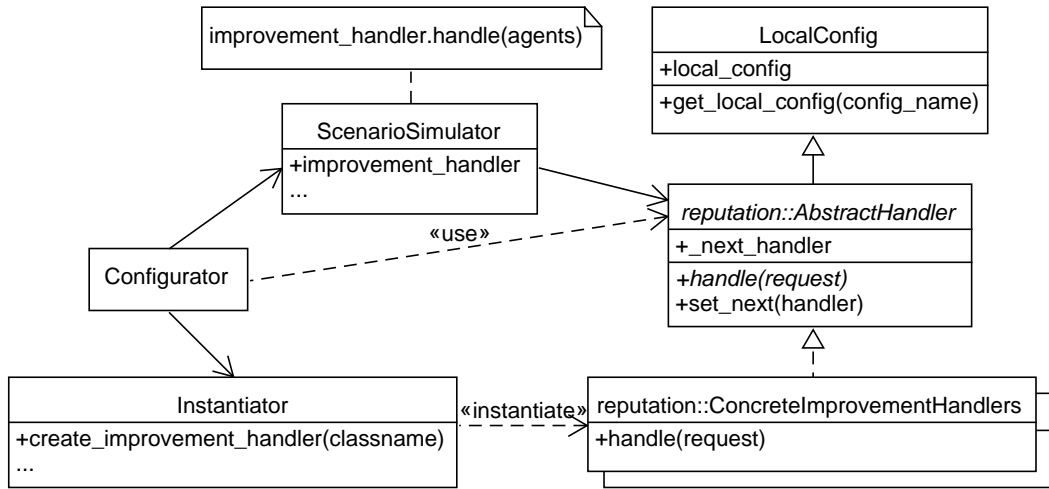 improvement_handler.handle(agents)
LocalConfig
+local_config
+get_local_config(config_name)
ScenarioSimulator
+improvement_handler
...
reputation::AbstractHandler
+_next_handler
+handle(request)
+set_next(handler)
«use»
Configurator
Instantiator
+create_improvement_handler(classname)
...
«instantiate»
reputation::ConcreteImprovementHandlers
+handle(request)